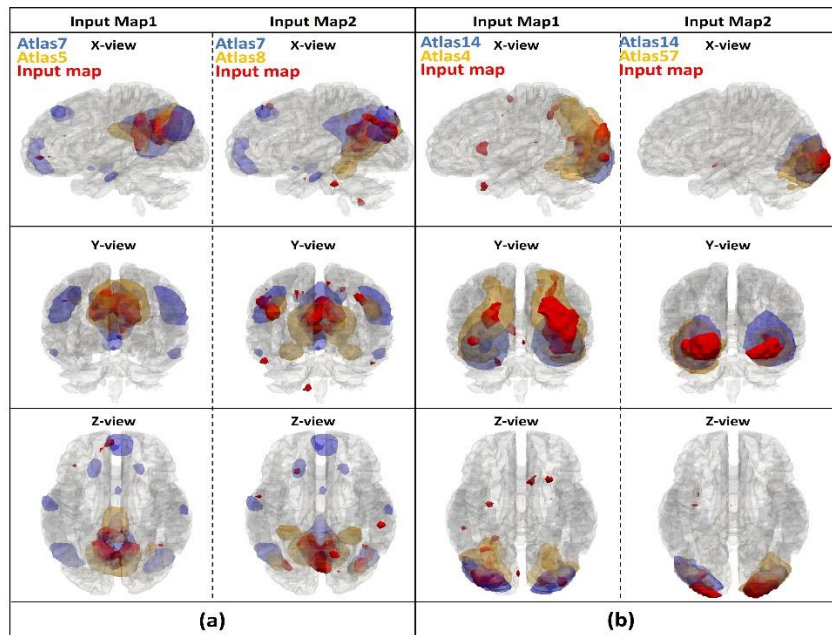 Input Map1 Input Map2 Input Map1 Input Map2
Atlas7 X-view Atlas7 X-view Atlas14 X-view Atlas14 X-view
Atlas5 Atlas8 Atlas4 Atlas57
Input map Input map Input map Input map
Y-view Y-view Y-view Y-view
Z-view Z-view Z-view Z-view
(a) (b)